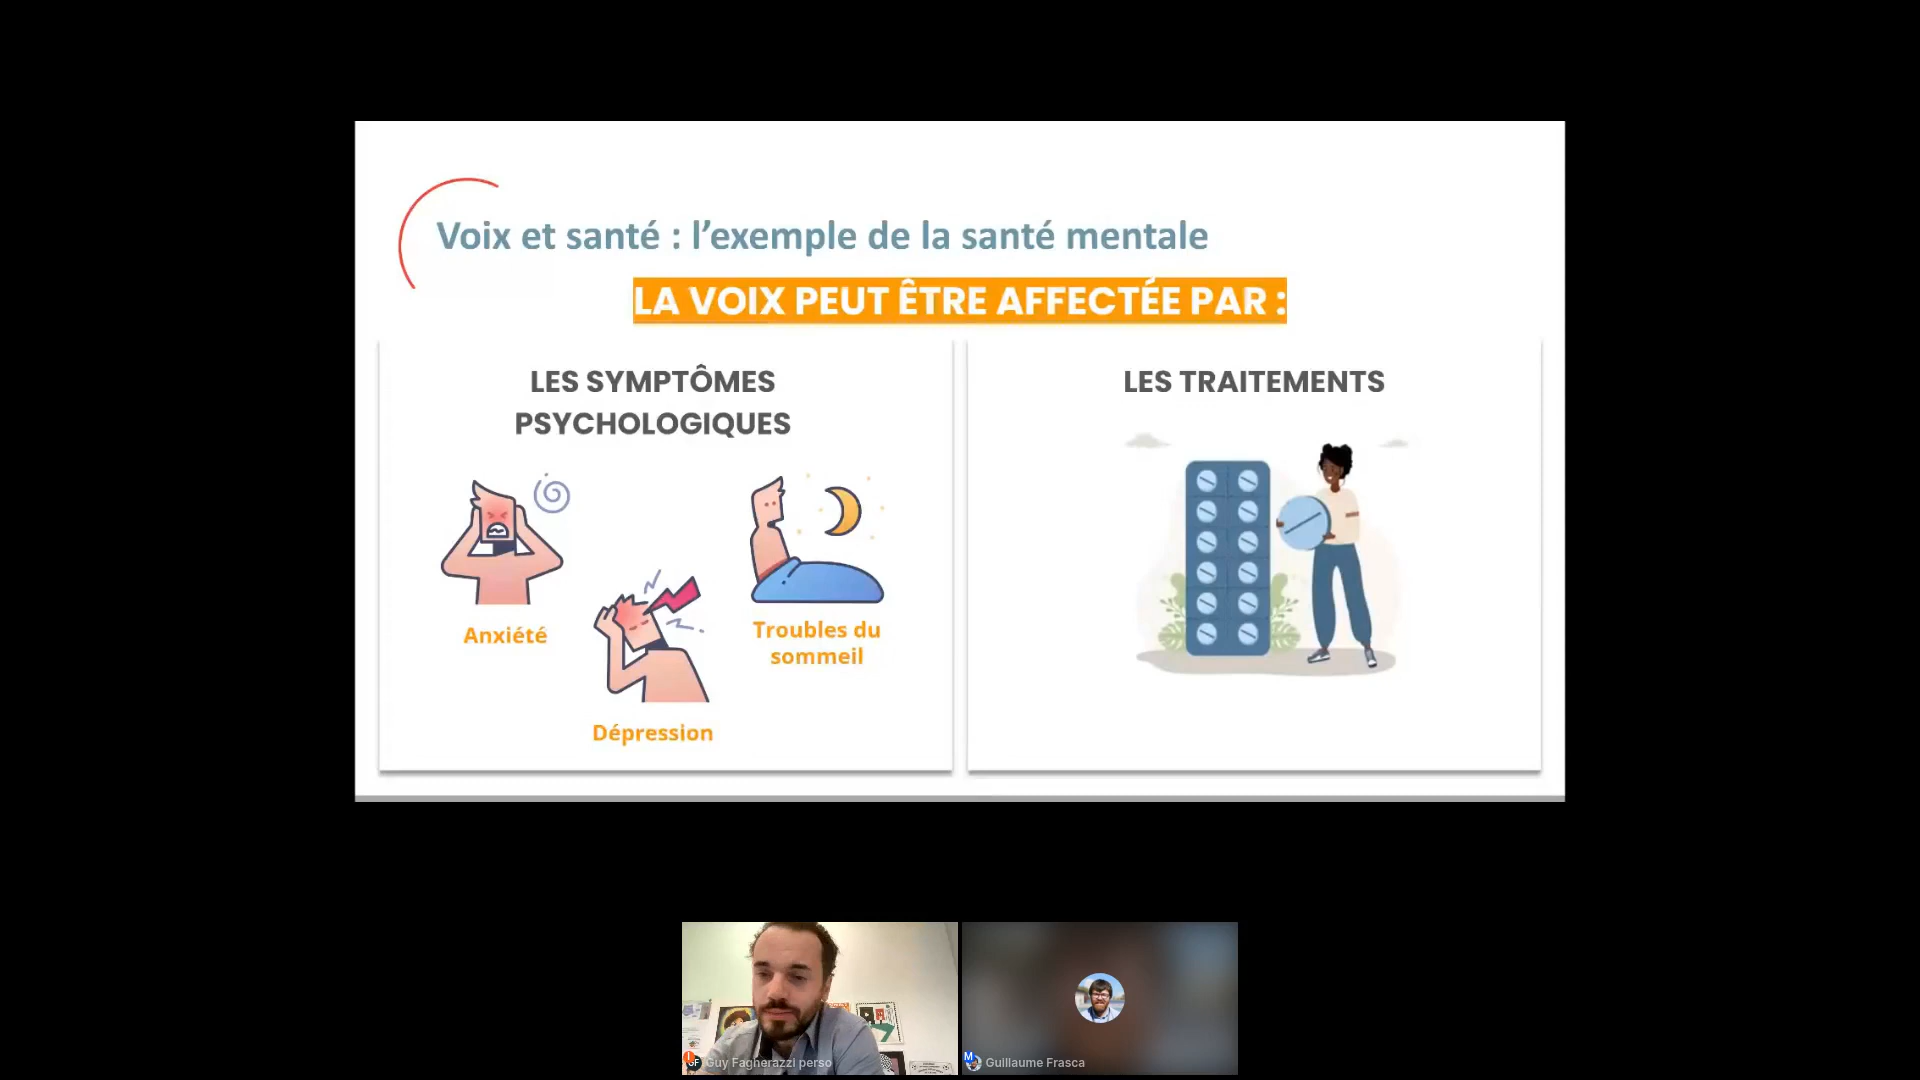 Voix et santé : l’exemple de la santé mentale
LA VOIX PEUT ÊTRE AFFECTÉE PAR :
LES SYMPTÔMES
PSYCHOLOGIQUES
Anxiété
Dépression
Troubles du
sommeil
LES TRAITEMENTS
GF
Guy Fagherazzi perso
M
Guillaume Frasca